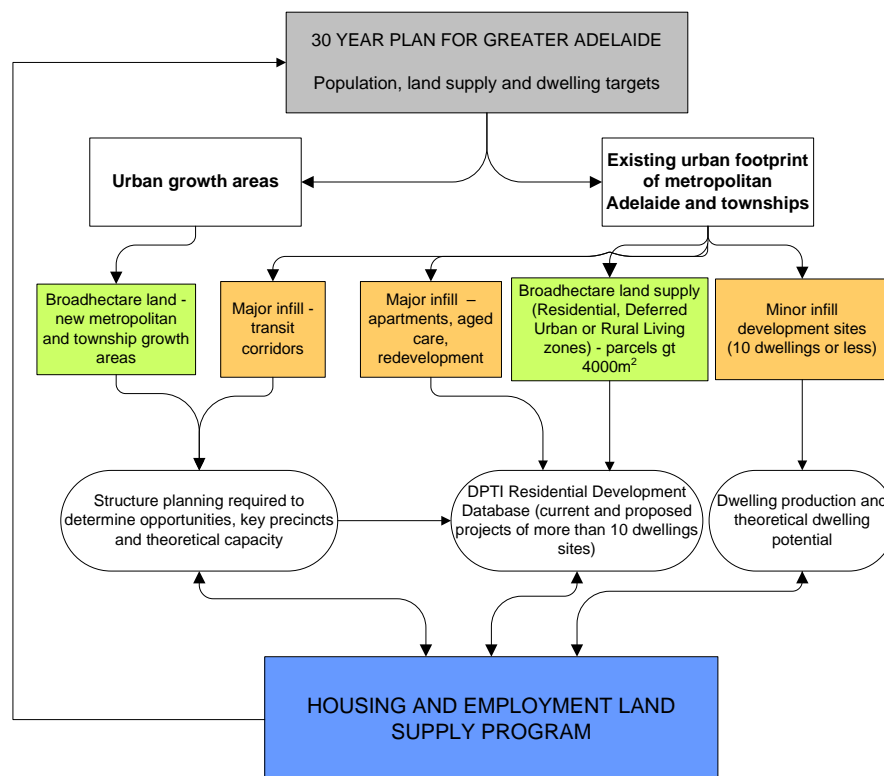 30 YEAR PLAN FOR GREATER ADELAIDE
Population, land supply and dwelling targets
Urban growth areas
Existing urban footprint
of metropolitan
Adelaide and townships
Broadhectare land -
new metropolitan
and township growth
areas
Major infill -
transit
corridors
Major infill –
apartments, aged
care,
redevelopment
Broadhectare land supply
(Residential, Deferred
Urban or Rural Living
zones) - parcels gt
4000m²
Minor infill
development sites
(10 dwellings or less)
Structure planning required to
determine opportunities, key precincts
and theoretical capacity
DPTI Residential Development
Database (current and proposed
projects of more than 10 dwellings
sites)
Dwelling production and
theoretical dwelling
potential
HOUSING AND EMPLOYMENT LAND
SUPPLY PROGRAM